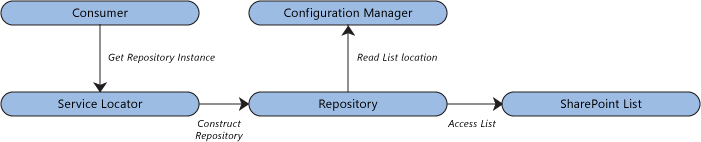 Consumer
Configuration Manager
Get Repository Instance
Read List location
Service Locator
Repository
SharePoint List
Construct
Repository
Access List